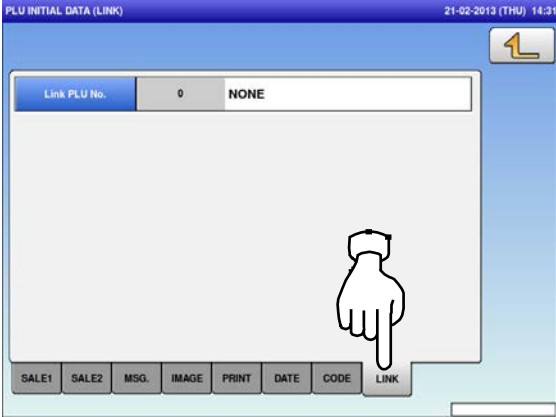 PLU INITIAL DATA (LINK) 21-02-2013 (THU) 14:31
Link PLU No. 0 NONE
SALE1 SALE2 MSG. IMAGE PRINT DATE CODE LINK